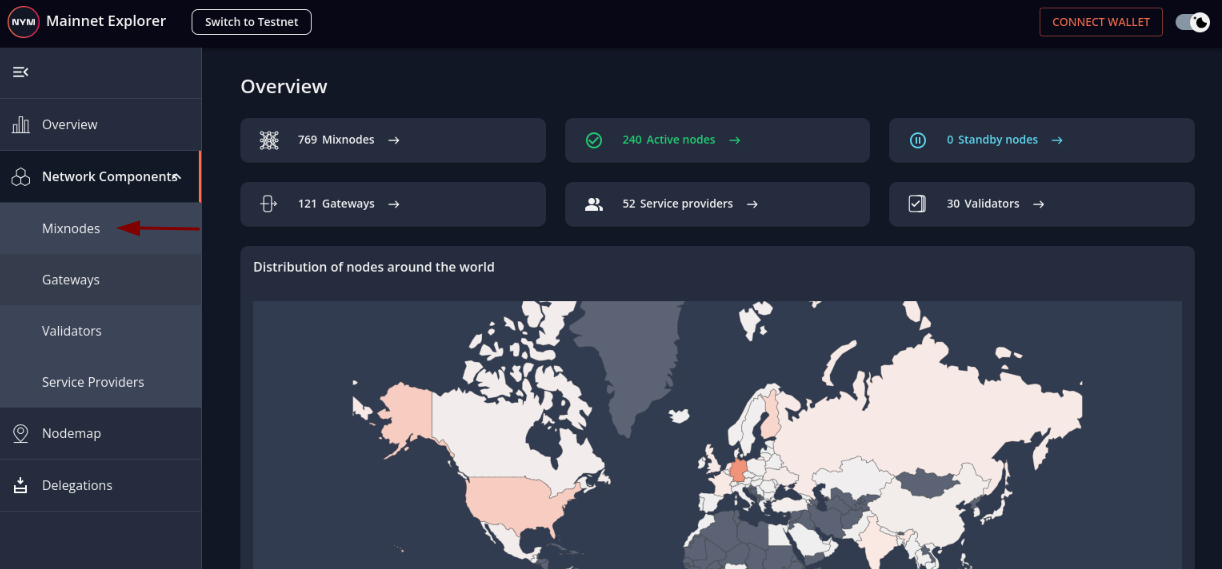 NYM
Mainnet Explorer
Switch to Testnet
CONNECT WALLET
Overview
Network Components
Mixnodes
Gateways
Validators
Service Providers
Nodemap
Delegations
Overview
769 Mixnodes
240 Active nodes
0 Standby nodes
121 Gateways
52 Service providers
30 Validators
Distribution of nodes around the world